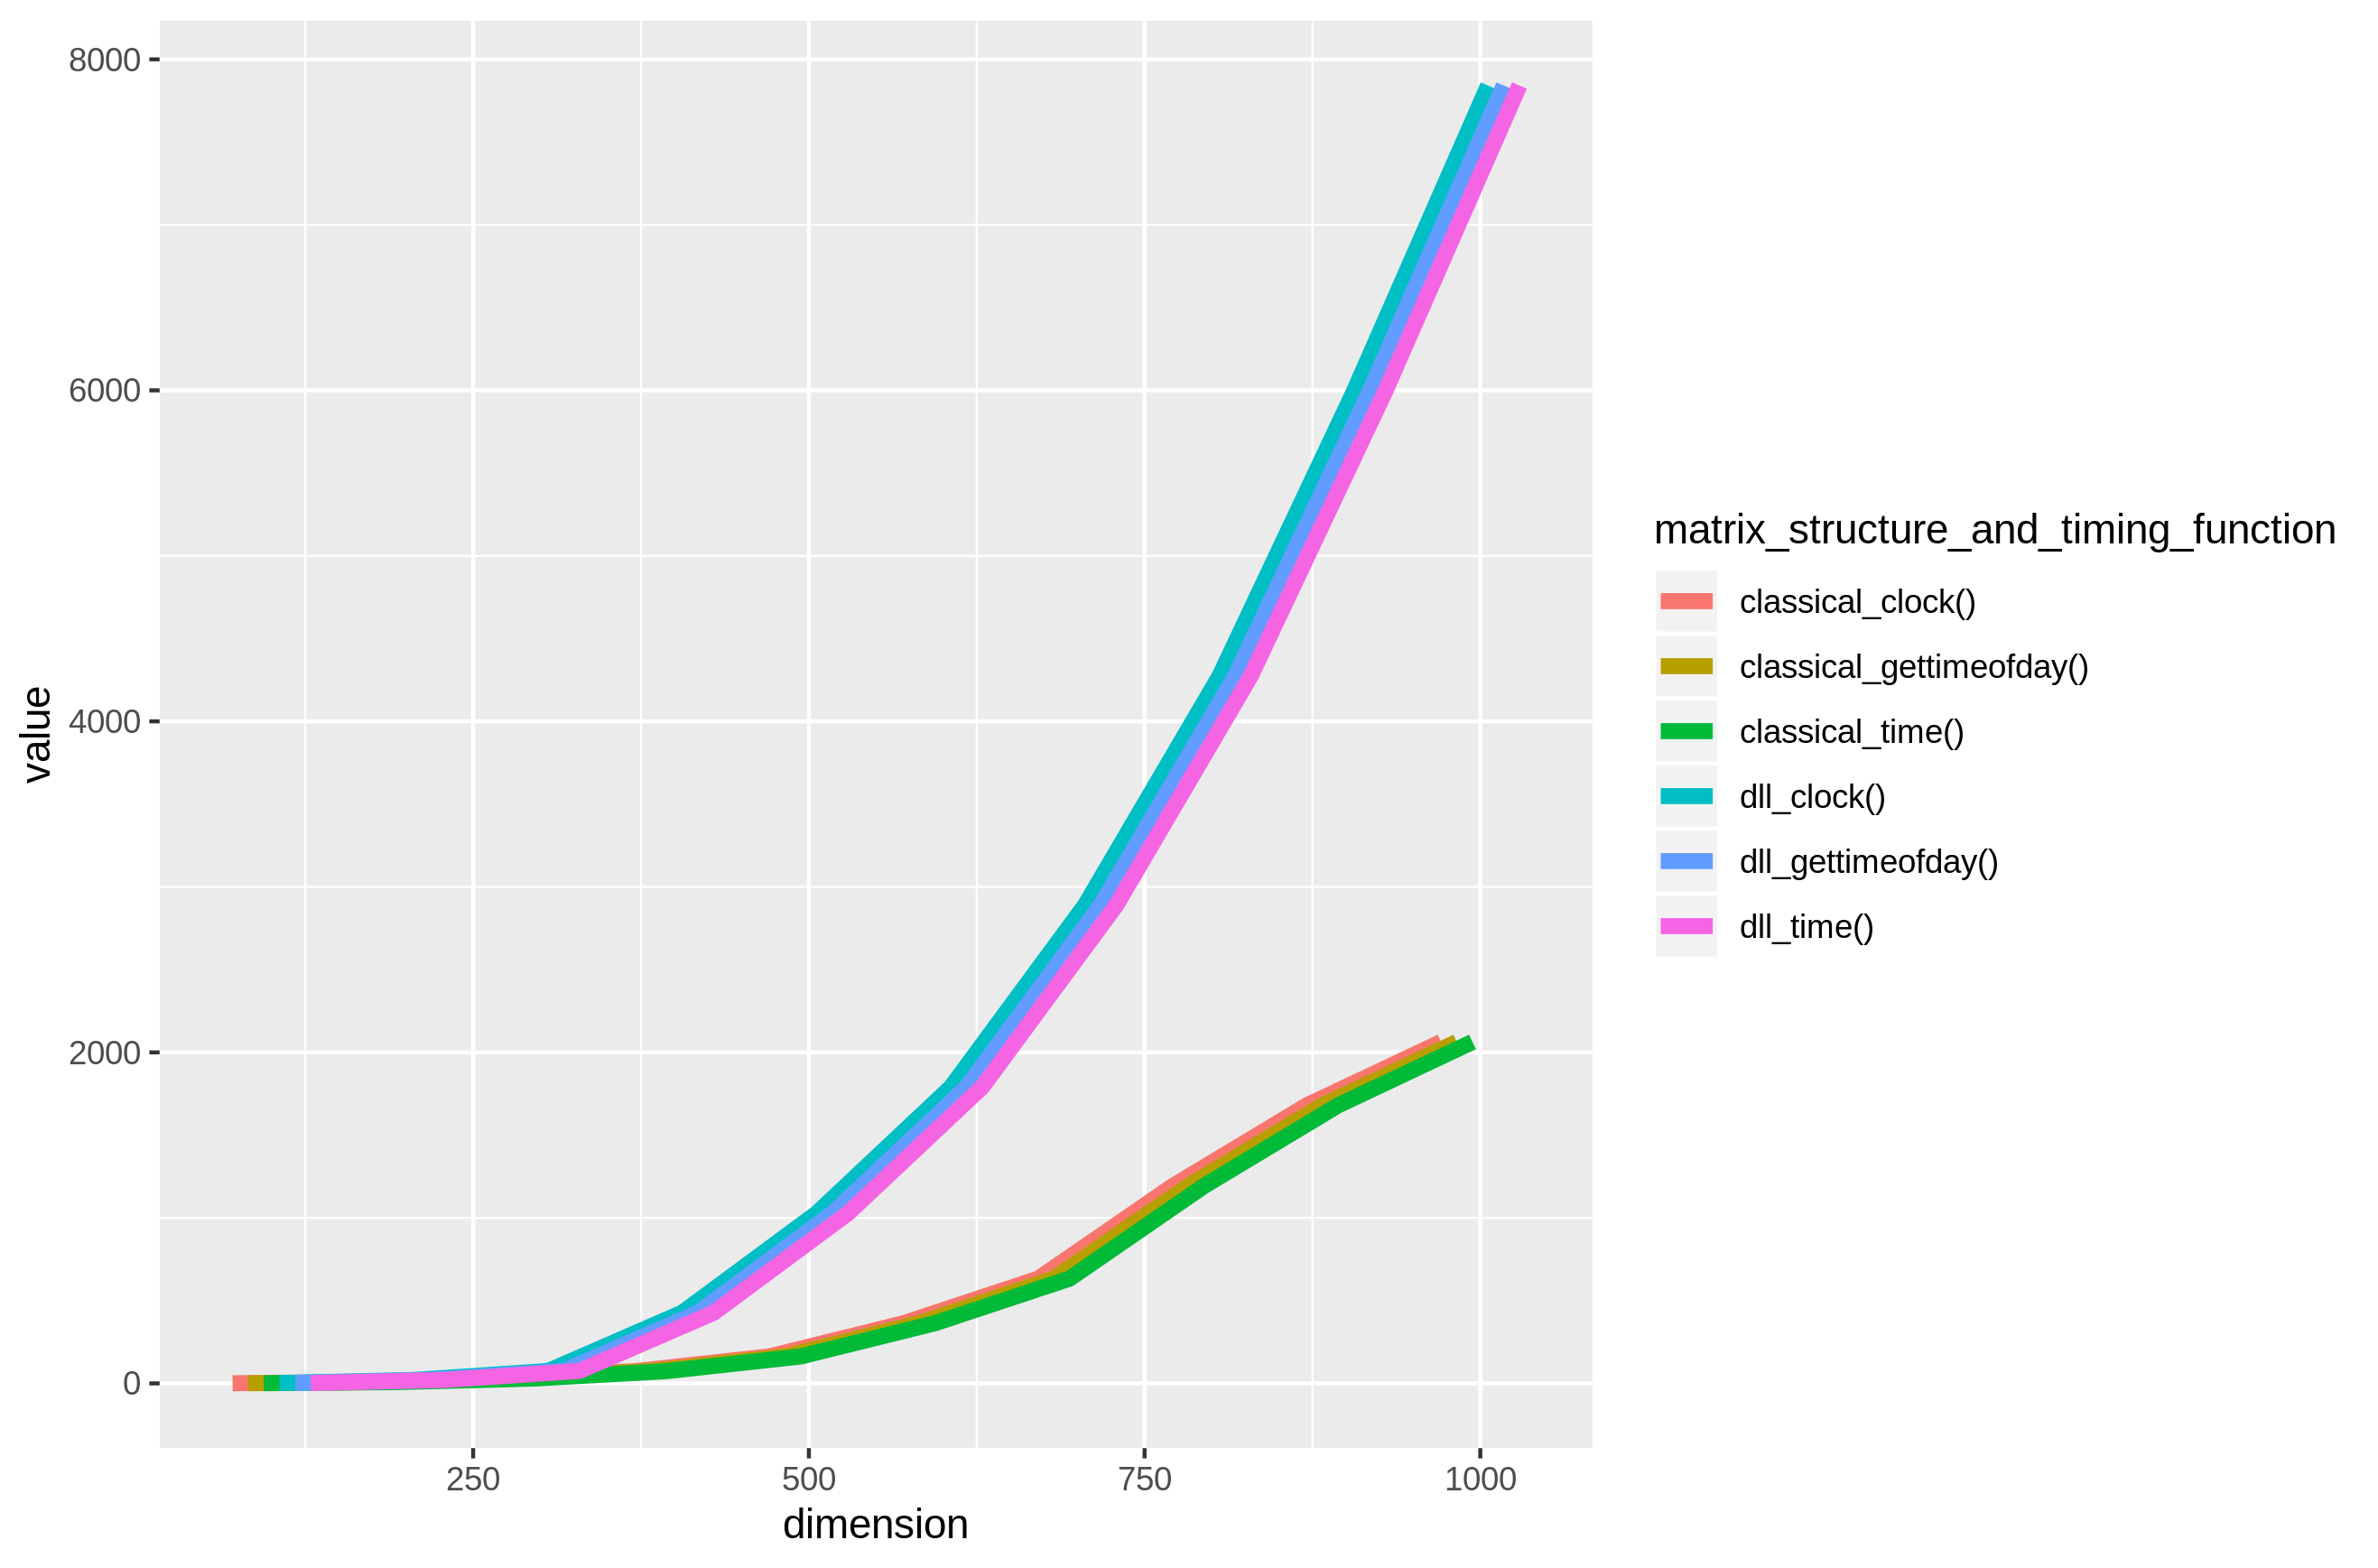 8000
6000
4000
2000
0
value
250
500
750
1000
dimension
matrix_structure_and_timing_function
classical_clock()
classical_gettimeofday()
classical_time()
dll_clock()
dll_gettimeofday()
dll_time()